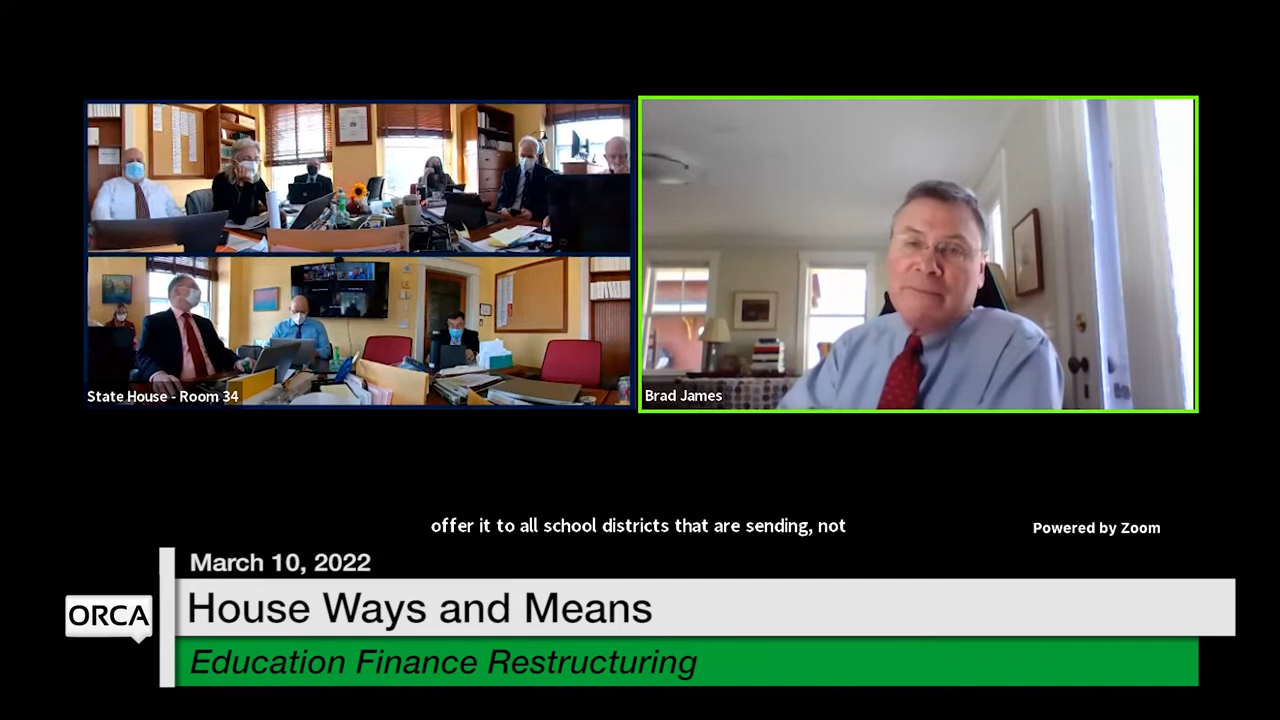 State House - Room 34
Brad James
offer it to all school districts that are sending, not
Powered by Zoom
March 10, 2022
ORCA
House Ways and Means
Education Finance Restructuring